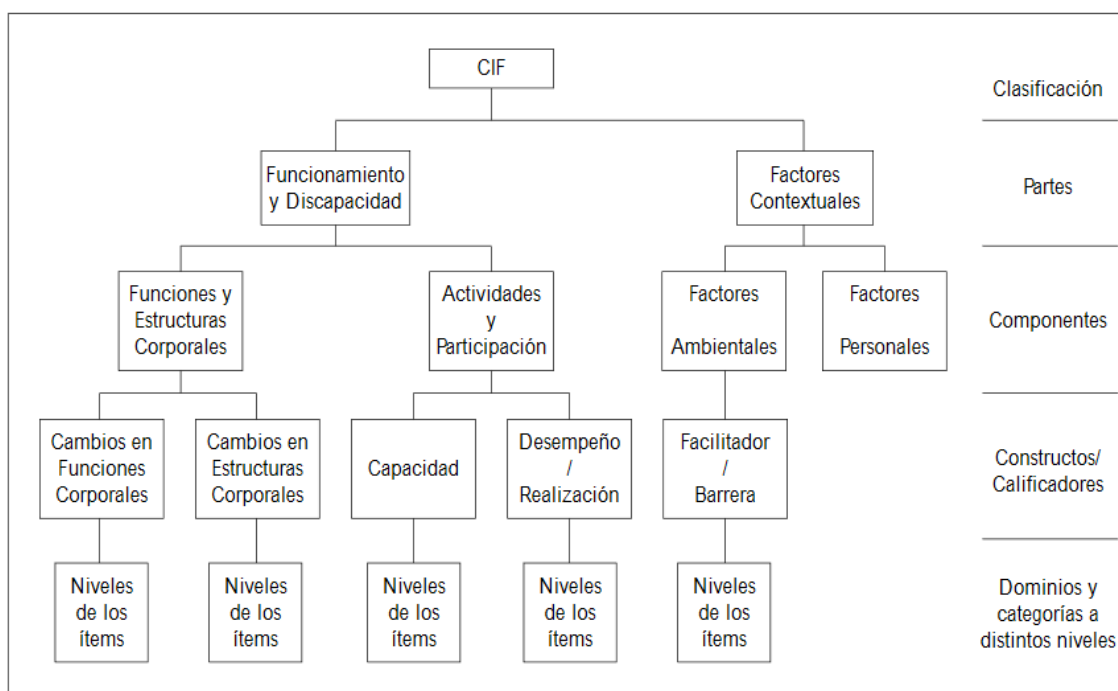 CIF
Clasificación
Funcionamiento
y Discapacidad
Factores
Contextuales
Partes
Funciones y
Estructuras
Corporales
Actividades
y
Participación
Factores
Ambientales
Factores
Personales
Componentes
Cambios en
Funciones
Corporales
Cambios en
Estructuras
Corporales
Capacidad
Desempeño
/
Realización
Facilitador
/
Barrera
Constructos/
Calificadores
Niveles
de los
ítems
Niveles
de los
ítems
Niveles
de los
ítems
Niveles
de los
ítems
Niveles
de los
ítems
Dominios y
categorías a
distintos niveles